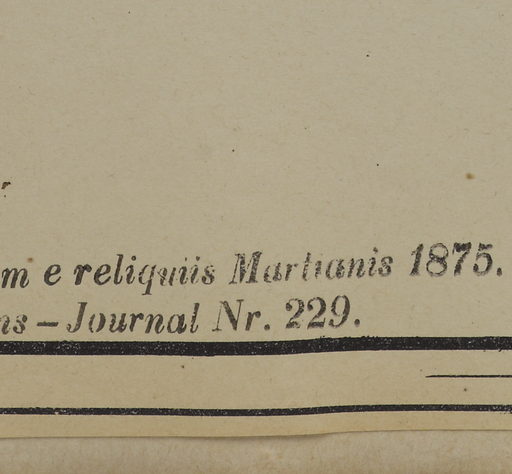 r
m e reliquiis Martianis 1875.
ns – Journal Nr. 229.